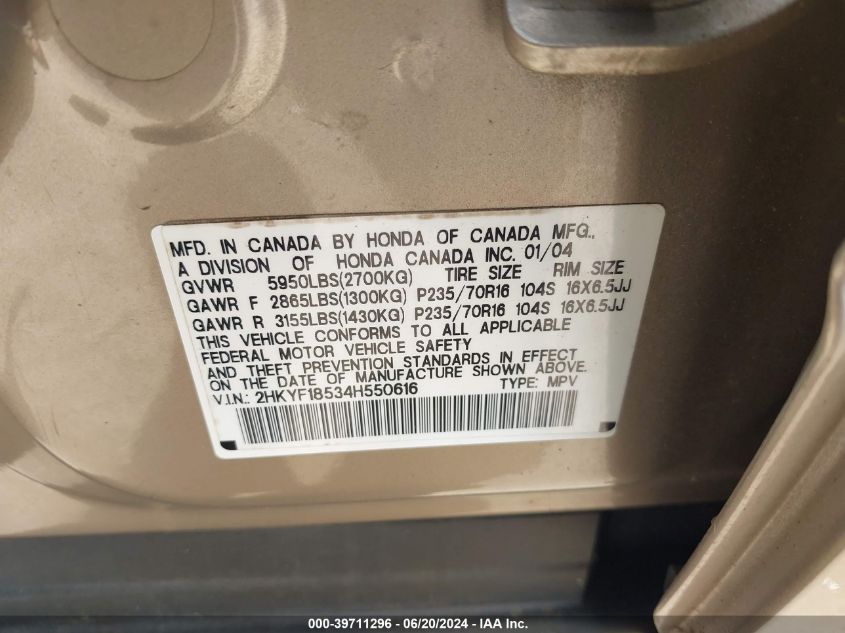 MFD. IN CANADA BY HONDA OF CANADA MFG.,
A DIVISION OF HONDA CANADA INC. 01/04
GVWR 5950LBS(2700KG) TIRE SIZE RIM SIZE
GAWR F 2865LBS(1300KG) P235/70R16 104S 16X6.5JJ
GAWR R 3155LBS(1430KG) P235/70R16 104S 16X6.5JJ
THIS VEHICLE CONFORMS TO ALL APPLICABLE
FEDERAL MOTOR VEHICLE SAFETY
AND THEFT PREVENTION STANDARDS IN EFFECT
ON THE DATE OF MANUFACTURE SHOWN ABOVE.
V.I.N.: 2HKYF18534H550616 TYPE: MPV
000-39711296 - 06/20/2024 - IAA Inc.